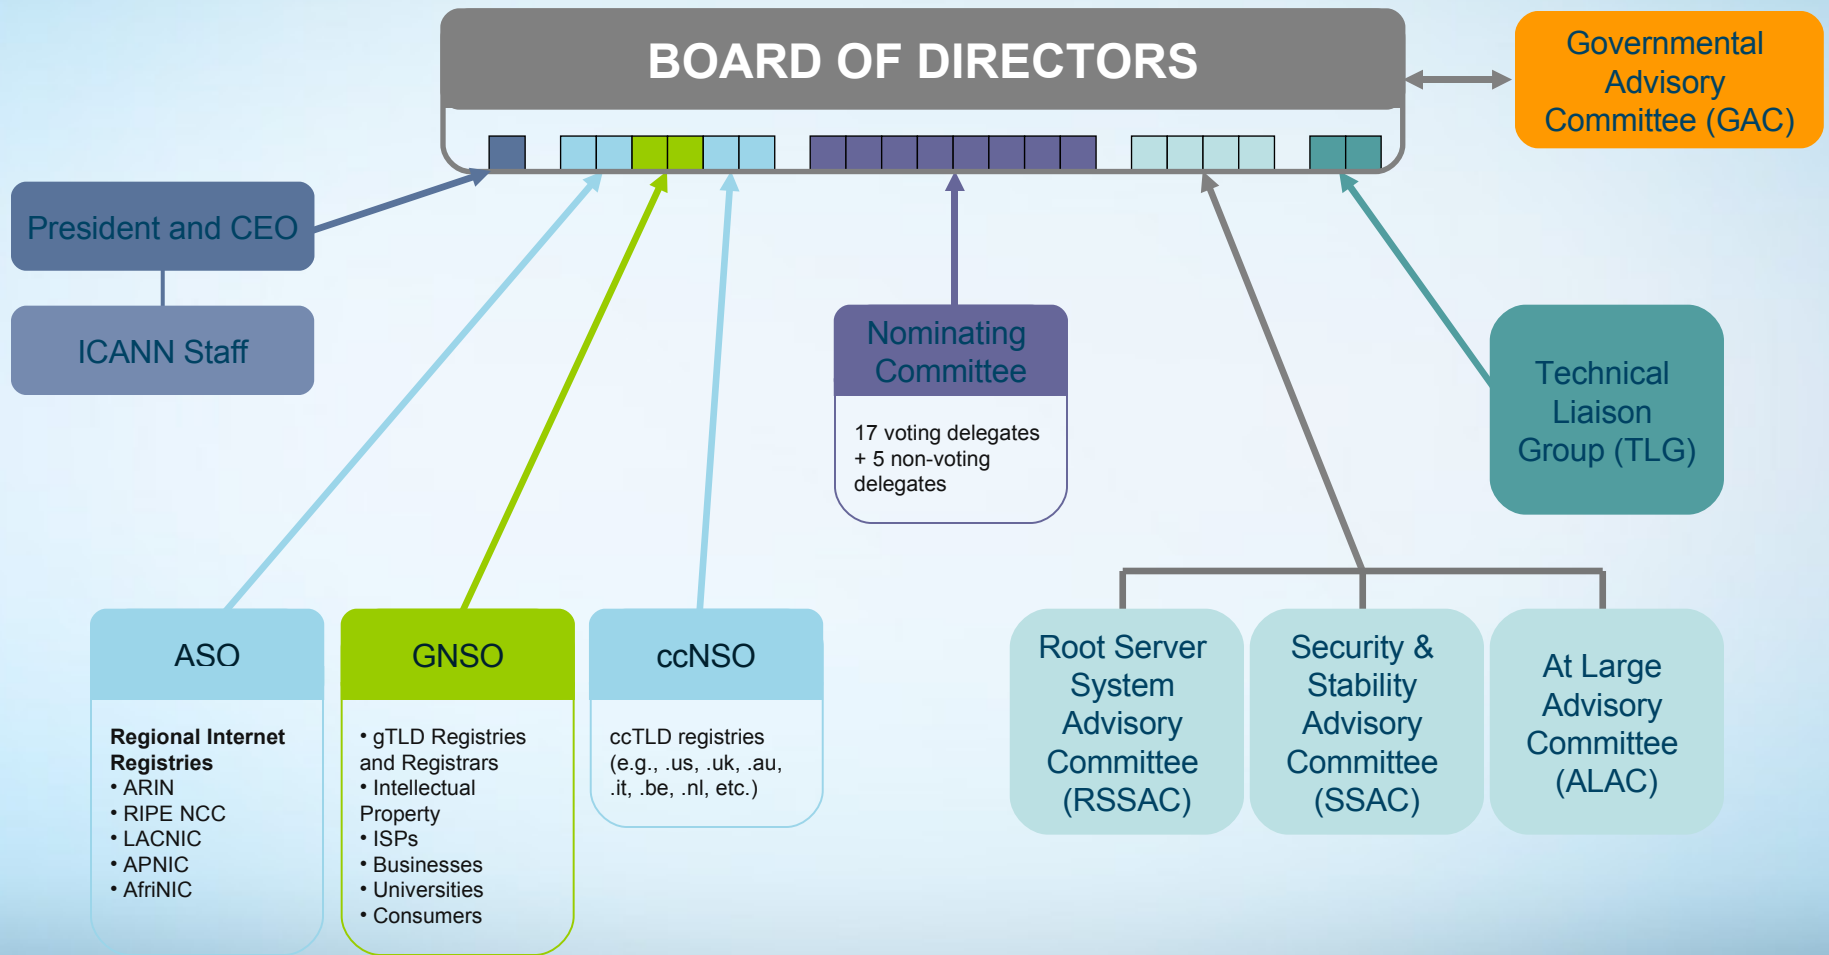 BOARD OF DIRECTORS
Governmental
Advisory
Committee (GAC)
President and CEO
ICANN Staff
Nominating
Committee
17 voting delegates
+ 5 non-voting
delegates
Technical
Liaison
Group (TLG)
ASO
Regional Internet
Registries
• ARIN
• RIPE NCC
• LACNIC
• APNIC
• AfriNIC
GNSO
• gTLD Registries
and Registrars
• Intellectual
Property
• ISPs
• Businesses
• Universities
• Consumers
ccNSO
ccTLD registries
(e.g., .us, .uk, .au,
.it, .be, .nl, etc.)
Root Server
System
Advisory
Committee
(RSSAC)
Security &
Stability
Advisory
Committee
(SSAC)
At Large
Advisory
Committee
(ALAC)